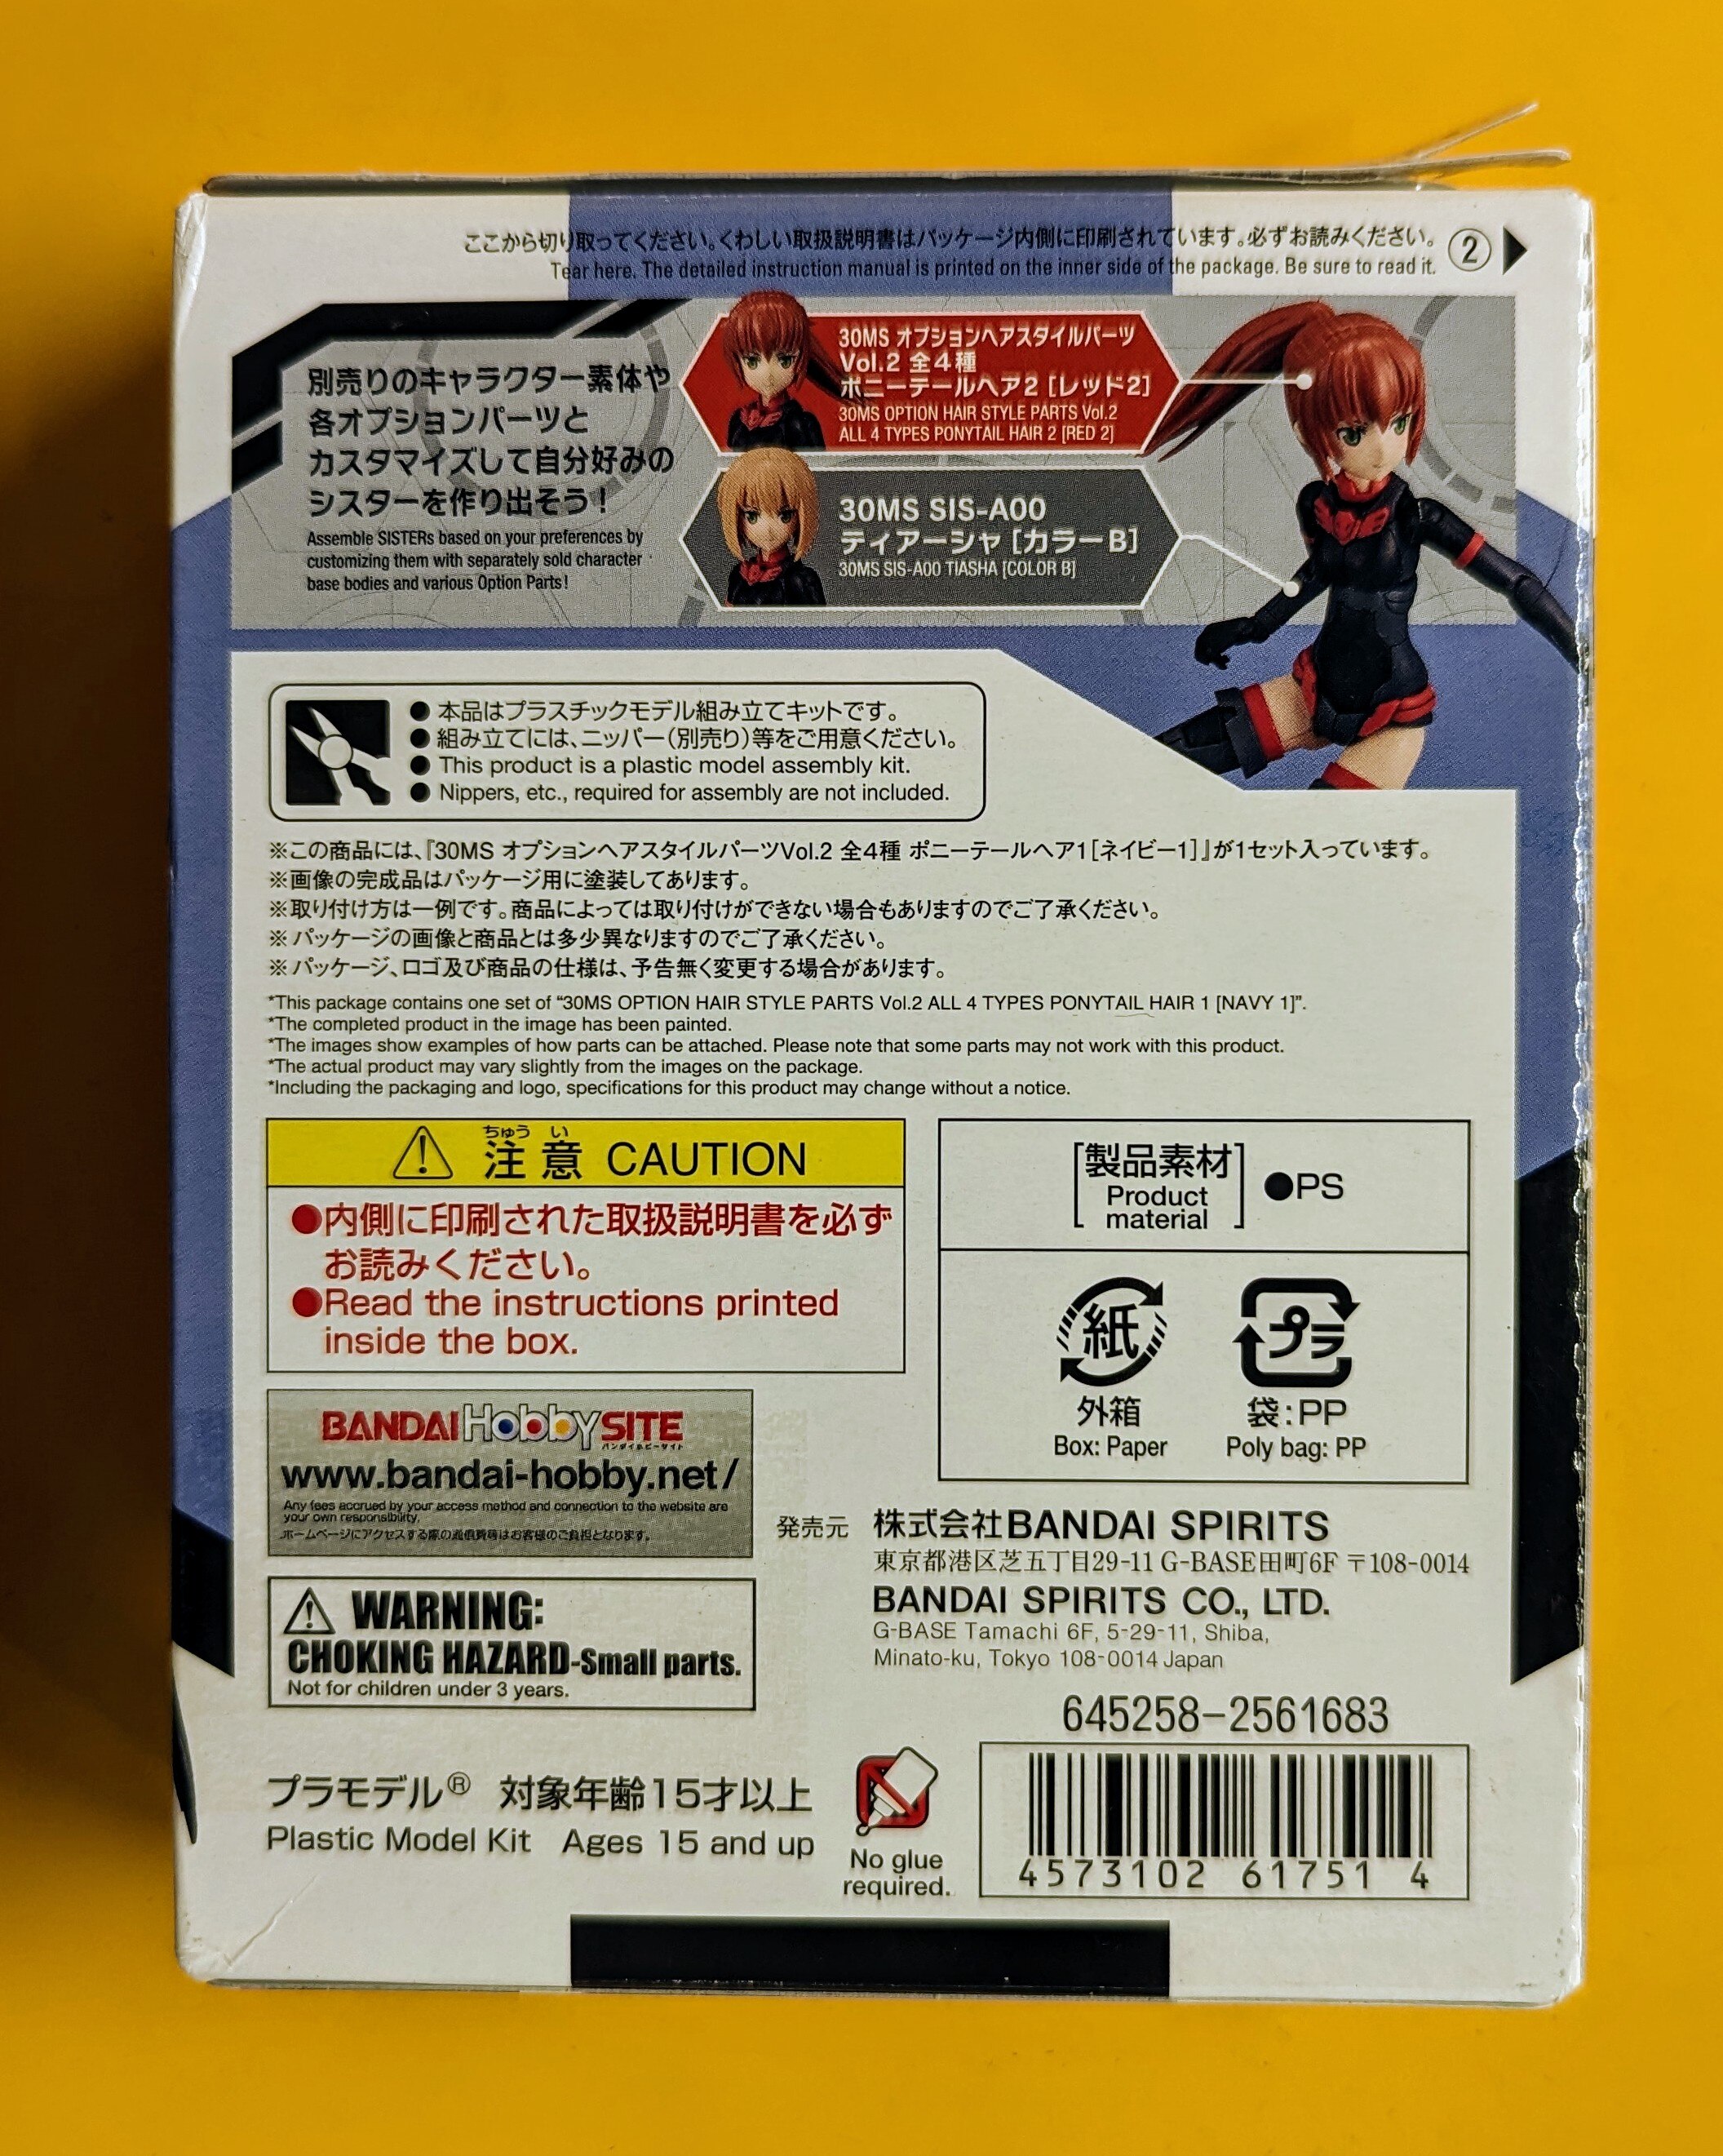 ここから切り取ってください。くわしい取扱説明書はパッケージ内側に印刷されています。必ずお読みください。
Tear here. The detailed instruction manual is printed on the inner side of the package. Be sure to read it.
②
別売りのキャラクター素体や
各オプションパーツと
カスタマイズして自分好みの
シスターを作り出そう！
Assemble SISTERs based on your preferences by
customizing them with separately sold character
base bodies and various Option Parts!
30MS オプションヘアスタイルパーツ
Vol.2 全4種
ポニーテールヘア2［レッド2］
30MS OPTION HAIR STYLE PARTS Vol.2
ALL 4 TYPES PONYTAIL HAIR 2 [RED 2]
30MS SIS-A00
ティアーシャ［カラーB］
30MS SIS-A00 TIASHA [COLOR B]
●本品はプラスチックモデル組み立てキットです。
●組み立てには、ニッパー（別売り）等をご用意ください。
●This product is a plastic model assembly kit.
●Nippers, etc., required for assembly are not included.
※この商品には、『30MS オプションヘアスタイルパーツVol.2 全4種 ポニーテールヘア1［ネイビー1］』が1セット入っています。
※画像の完成品はパッケージ用に塗装してあります。
※取り付け方は一例です。商品によっては取り付けができない場合もありますのでご了承ください。
※パッケージの画像と商品とは多少異なりますのでご了承ください。
※パッケージ、ロゴ及び商品の仕様は、予告無く変更する場合があります。
*This package contains one set of “30MS OPTION HAIR STYLE PARTS Vol.2 ALL 4 TYPES PONYTAIL HAIR 1 [NAVY 1]”.
*The completed product in the image has been painted.
*The images show examples of how parts can be attached. Please note that some parts may not work with this product.
*The actual product may vary slightly from the images on the package.
*Including the packaging and logo, specifications for this product may change without a notice.
ちゅう い
注意 CAUTION
●内側に印刷された取扱説明書を必ず
お読みください。
●Read the instructions printed
inside the box.
[製品素材
Product
material] ●PS
紙
外箱
Box: Paper
プラ
袋:PP
Poly bag: PP
BANDAI HobbySITE
バンダイホビーサイト
www.bandai-hobby.net/
Any fees accrued by your access method and connection to the website are
your own responsibility.
ホームページにアクセスする際の通信費等はお客様のご負担となります。
発売元 株式会社BANDAI SPIRITS
東京都港区芝五丁目29-11 G-BASE田町6F 〒108-0014
BANDAI SPIRITS CO., LTD.
G-BASE Tamachi 6F, 5-29-11, Shiba,
Minato-ku, Tokyo 108-0014 Japan
WARNING:
CHOKING HAZARD-Small parts.
Not for children under 3 years.
645258-2561683
プラモデル® 対象年齢15才以上
Plastic Model Kit Ages 15 and up
No glue
required.
4573102 61751 4